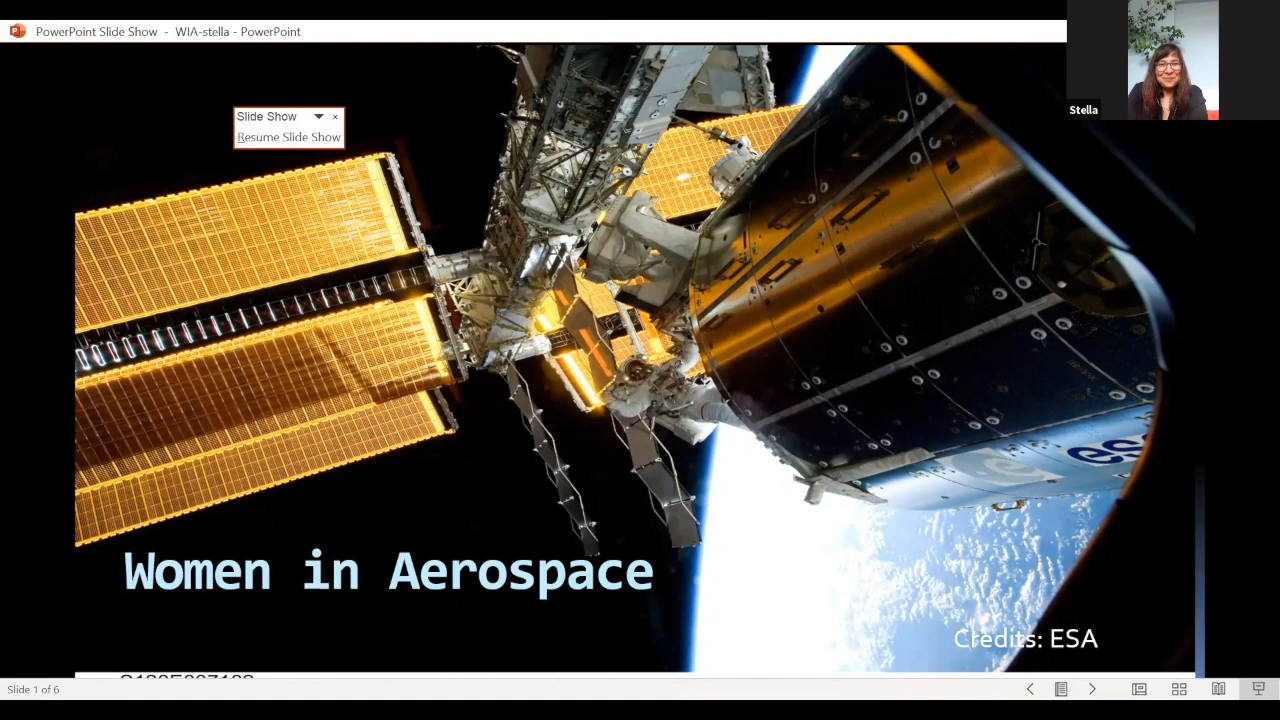 PowerPoint Slide Show - WIA-stella - PowerPoint
Stella
Slide Show
Resume Slide Show
esa
Women in Aerospace
Credits: ESA
Slide 1 of 6